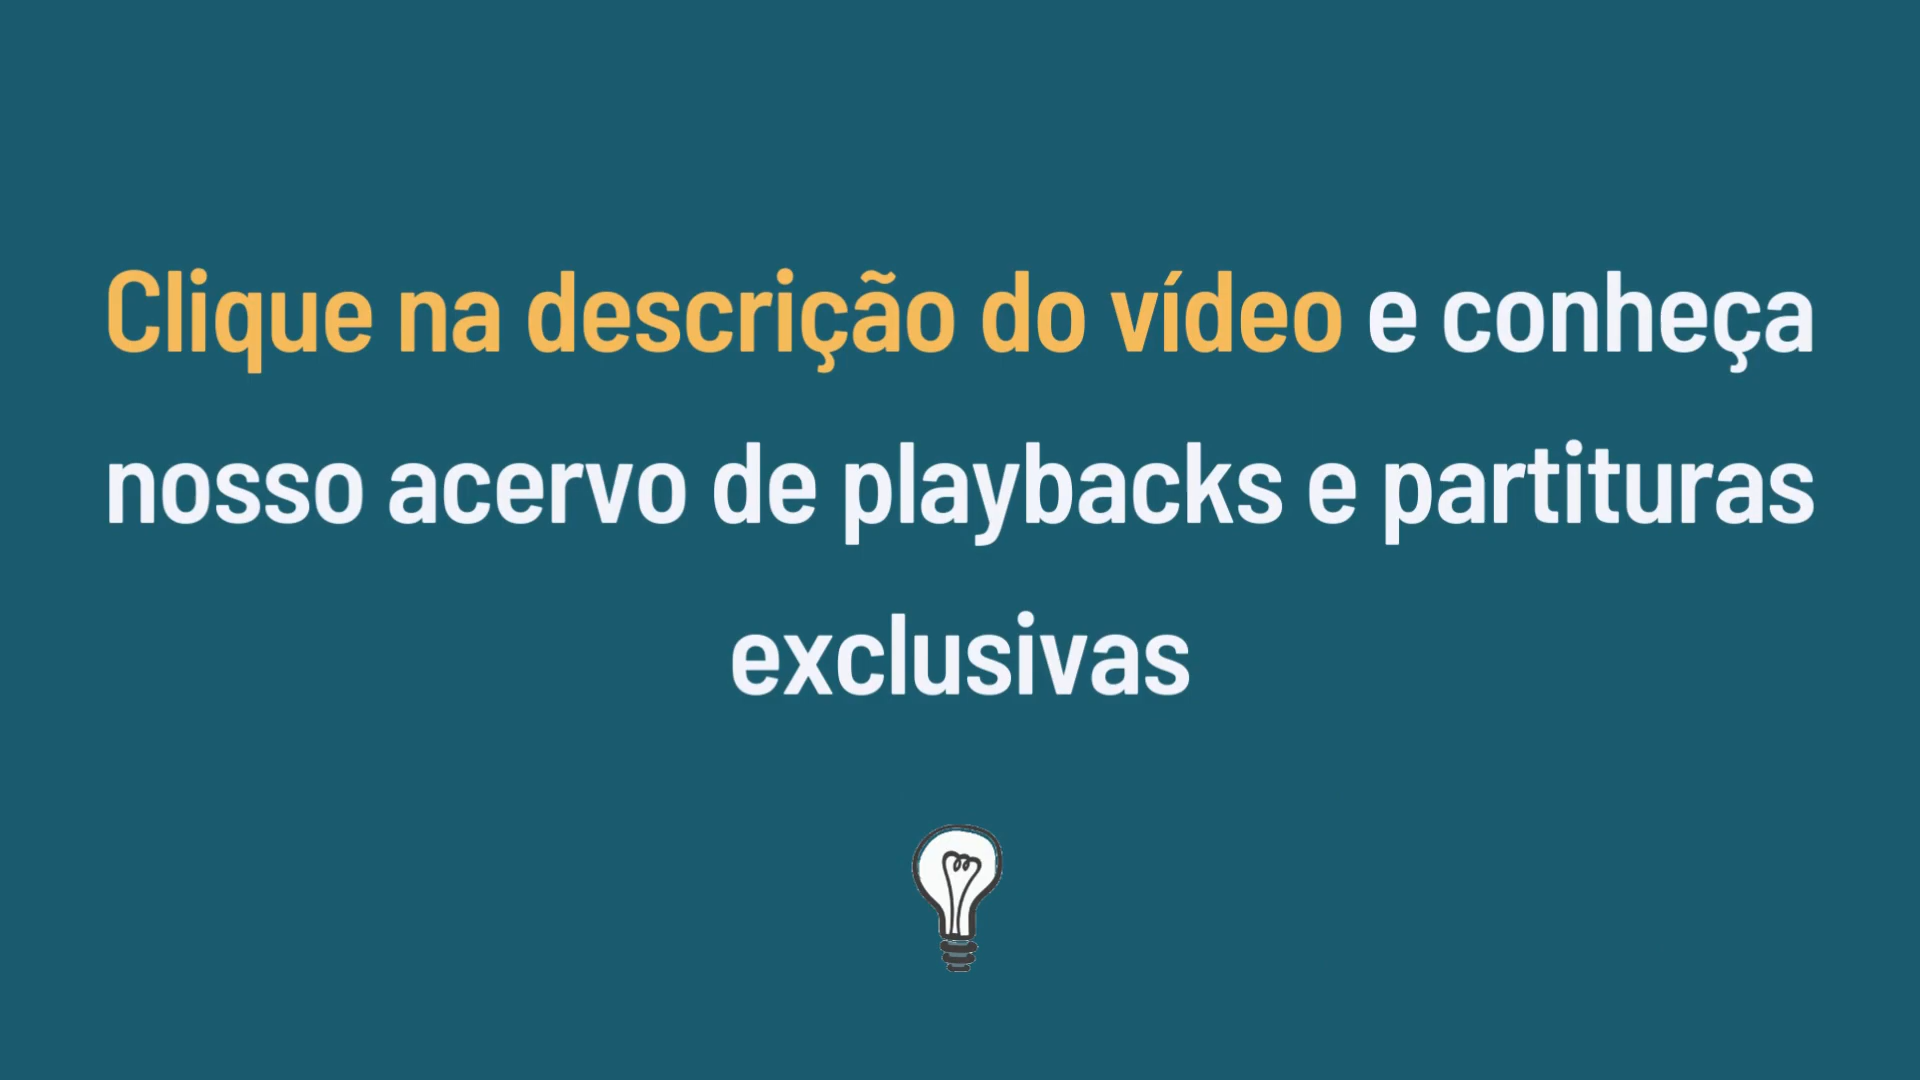 Clique na descrição do vídeo e conheça
nosso acervo de playbacks e partituras
exclusivas